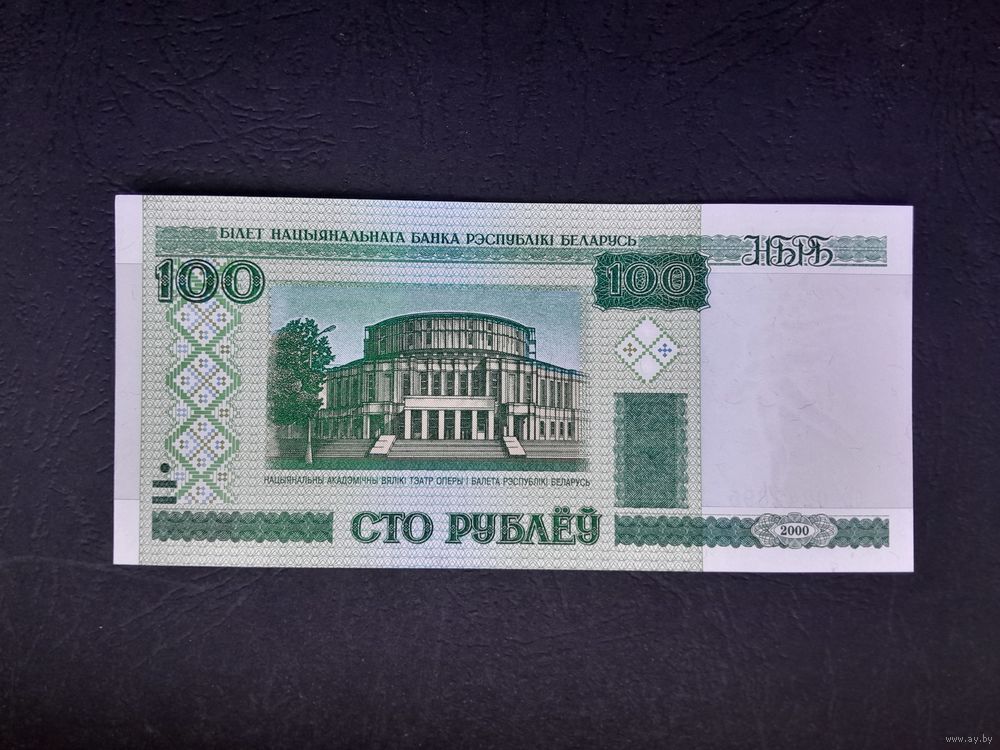 БІЛЕТ НАЦЫЯНАЛЬНАГА БАНКА РЭСПУБЛІКІ БЕЛАРУСЬ
НБРБ
100
100
НАЦЫЯНАЛЬНЫ АКАДЭМІЧНЫ ВЯЛІКІ ТЭАТР ОПЕРЫ І БАЛЕТА РЭСПУБЛІКІ БЕЛАРУСЬ
СТО РУБЛЁЎ
2000
www.ay.by